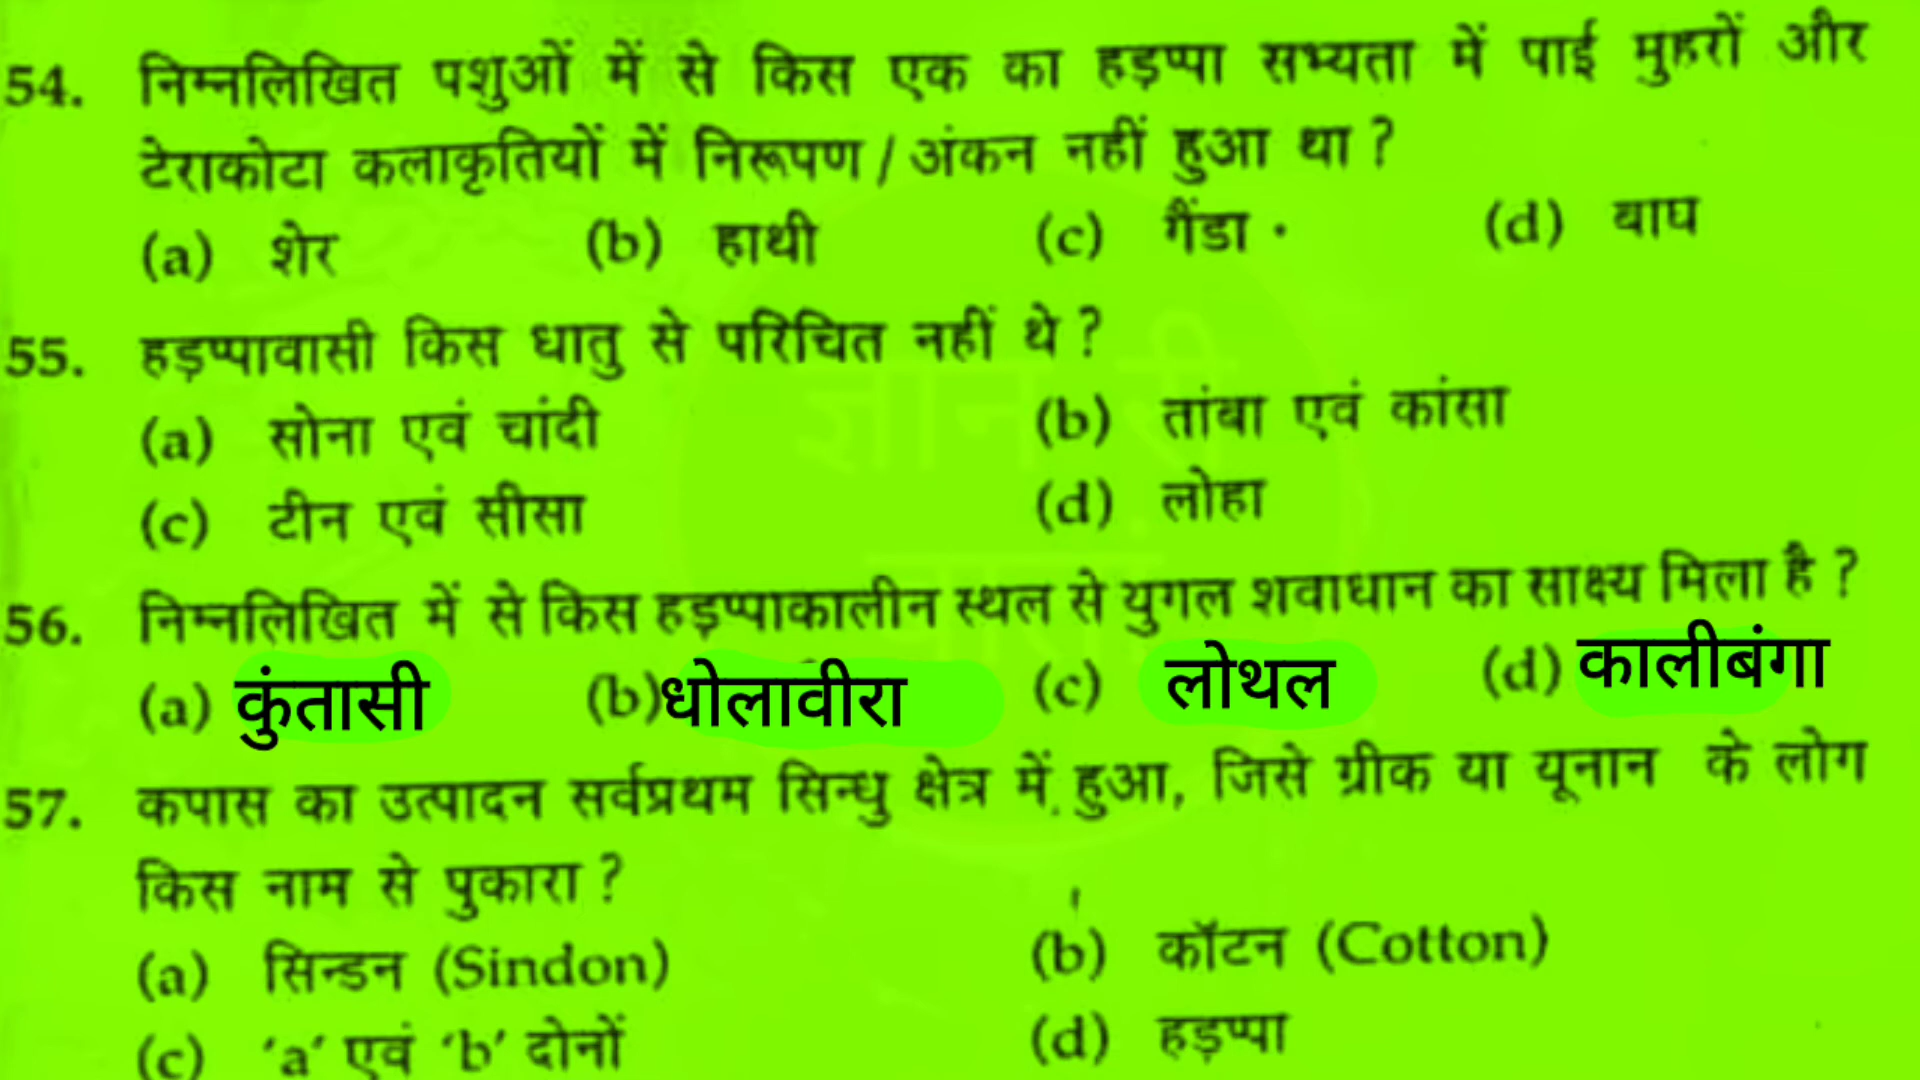 54. निम्नलिखित पशुओं में से किस एक का हड़प्पा सभ्यता में पाई मुहरों और
टेराकोटा कलाकृतियों में निरूपण / अंकन नहीं हुआ था ?
(a) शेर (b) हाथी (c) गैंडा (d) बाघ
55. हड़प्पावासी किस धातु से परिचित नहीं थे ?
(a) सोना एवं चांदी (b) तांबा एवं कांसा
(c) टीन एवं सीसा (d) लोहा
56. निम्नलिखित में से किस हड़प्पाकालीन स्थल से युगल शवाधान का साक्ष्य मिला है ?
(a) कुंतासी (b) धोलावीरा (c) लोथल (d) कालीबंगा
57. कपास का उत्पादन सर्वप्रथम सिन्धु क्षेत्र में हुआ, जिसे ग्रीक या यूनान के लोग
किस नाम से पुकारा ?
(a) सिन्डन (Sindon) (b) कॉटन (Cotton)
(c) 'a' एवं 'b' दोनों (d) हड़प्पा